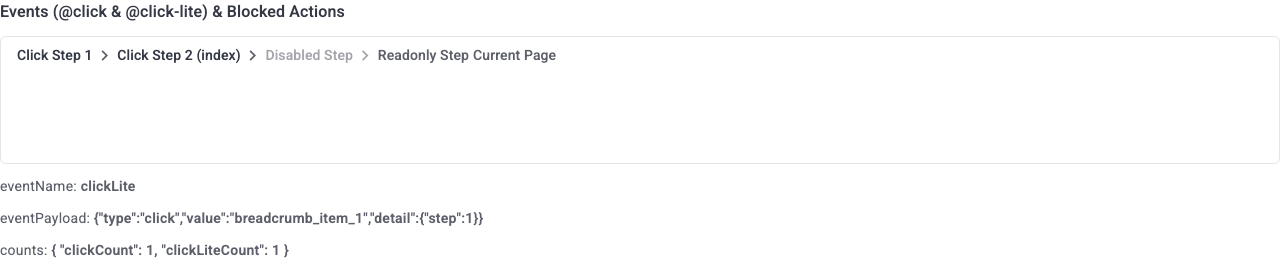 Events (@click & @click-lite) & Blocked Actions
Click Step 1 > Click Step 2 (index) > Disabled Step > Readonly Step Current Page
eventName: clickLite
eventPayload: {"type":"click","value":"breadcrumb_item_1","detail":{"step":1}}
counts: { "clickCount": 1, "clickLiteCount": 1 }